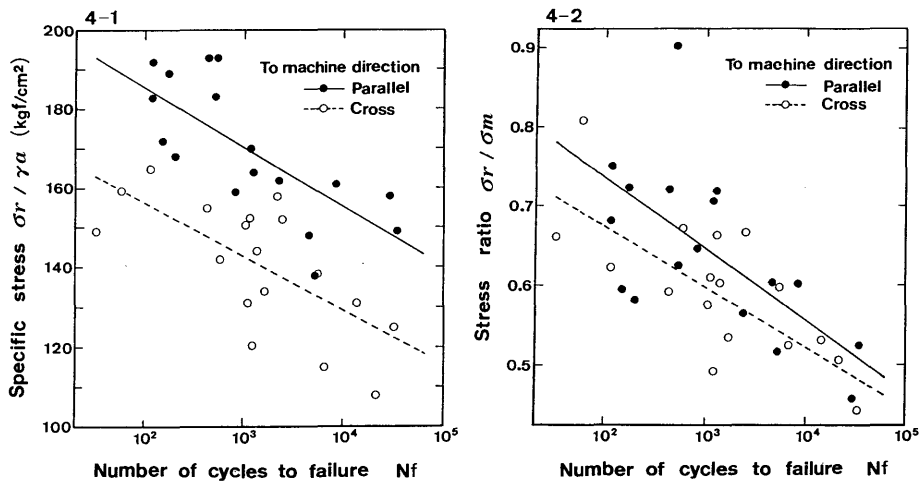 4-1
Specific stress σr / γa (kgf/cm²)
200
180
160
140
120
100
To machine direction
Parallel
Cross
10²
10³
10⁴
10⁵
Number of cycles to failure Nf
4-2
Stress ratio σr / σm
0.9
0.8
0.7
0.6
0.5
To machine direction
Parallel
Cross
10²
10³
10⁴
10⁵
Number of cycles to failure Nf